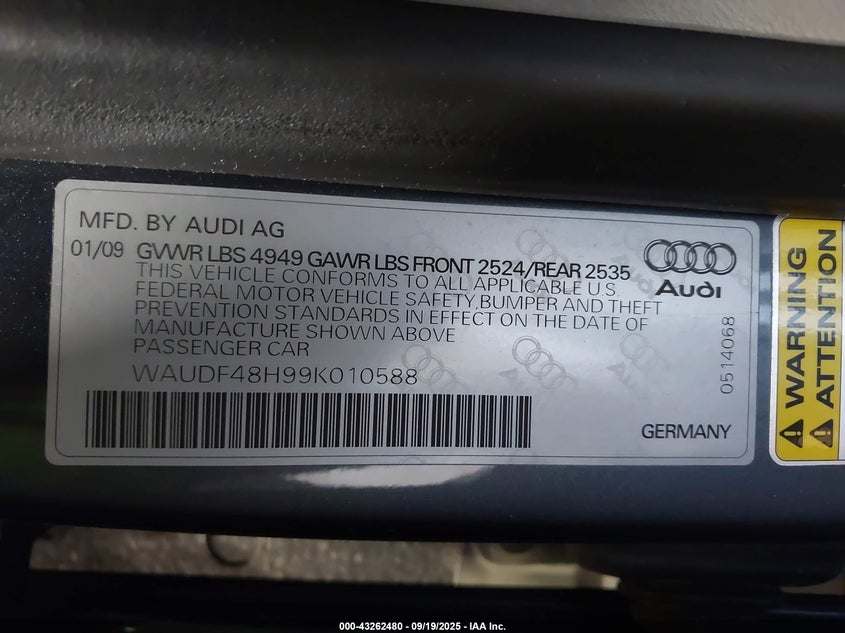 MFD. BY AUDI AG
01/09 GVWR LBS 4949 GAWR LBS FRONT 2524/REAR 2535
THIS VEHICLE CONFORMS TO ALL APPLICABLE U.S.
FEDERAL MOTOR VEHICLE SAFETY,BUMPER AND THEFT
PREVENTION STANDARDS IN EFFECT ON THE DATE OF
MANUFACTURE SHOWN ABOVE
PASSENGER CAR
WAUDF48H99K010588
Audi
0514068
GERMANY
WARNING
ATTENTION
000-43262480 - 09/19/2025 - IAA Inc.